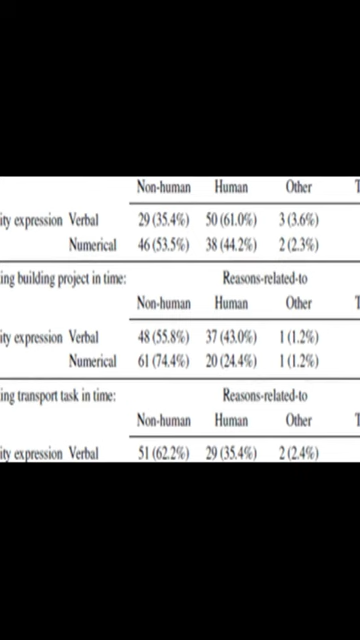 Non-human Human Other T
ity expression Verbal 29 (35.4%) 50 (61.0%) 3 (3.6%)
Numerical 46 (53.5%) 38 (44.2%) 2 (2.3%)
ing building project in time: Reasons-related-to
Non-human Human Other T
ity expression Verbal 48 (55.8%) 37 (43.0%) 1 (1.2%)
Numerical 61 (74.4%) 20 (24.4%) 1 (1.2%)
ing transport task in time: Reasons-related-to
Non-human Human Other T
ity expression Verbal 51 (62.2%) 29 (35.4%) 2 (2.4%)